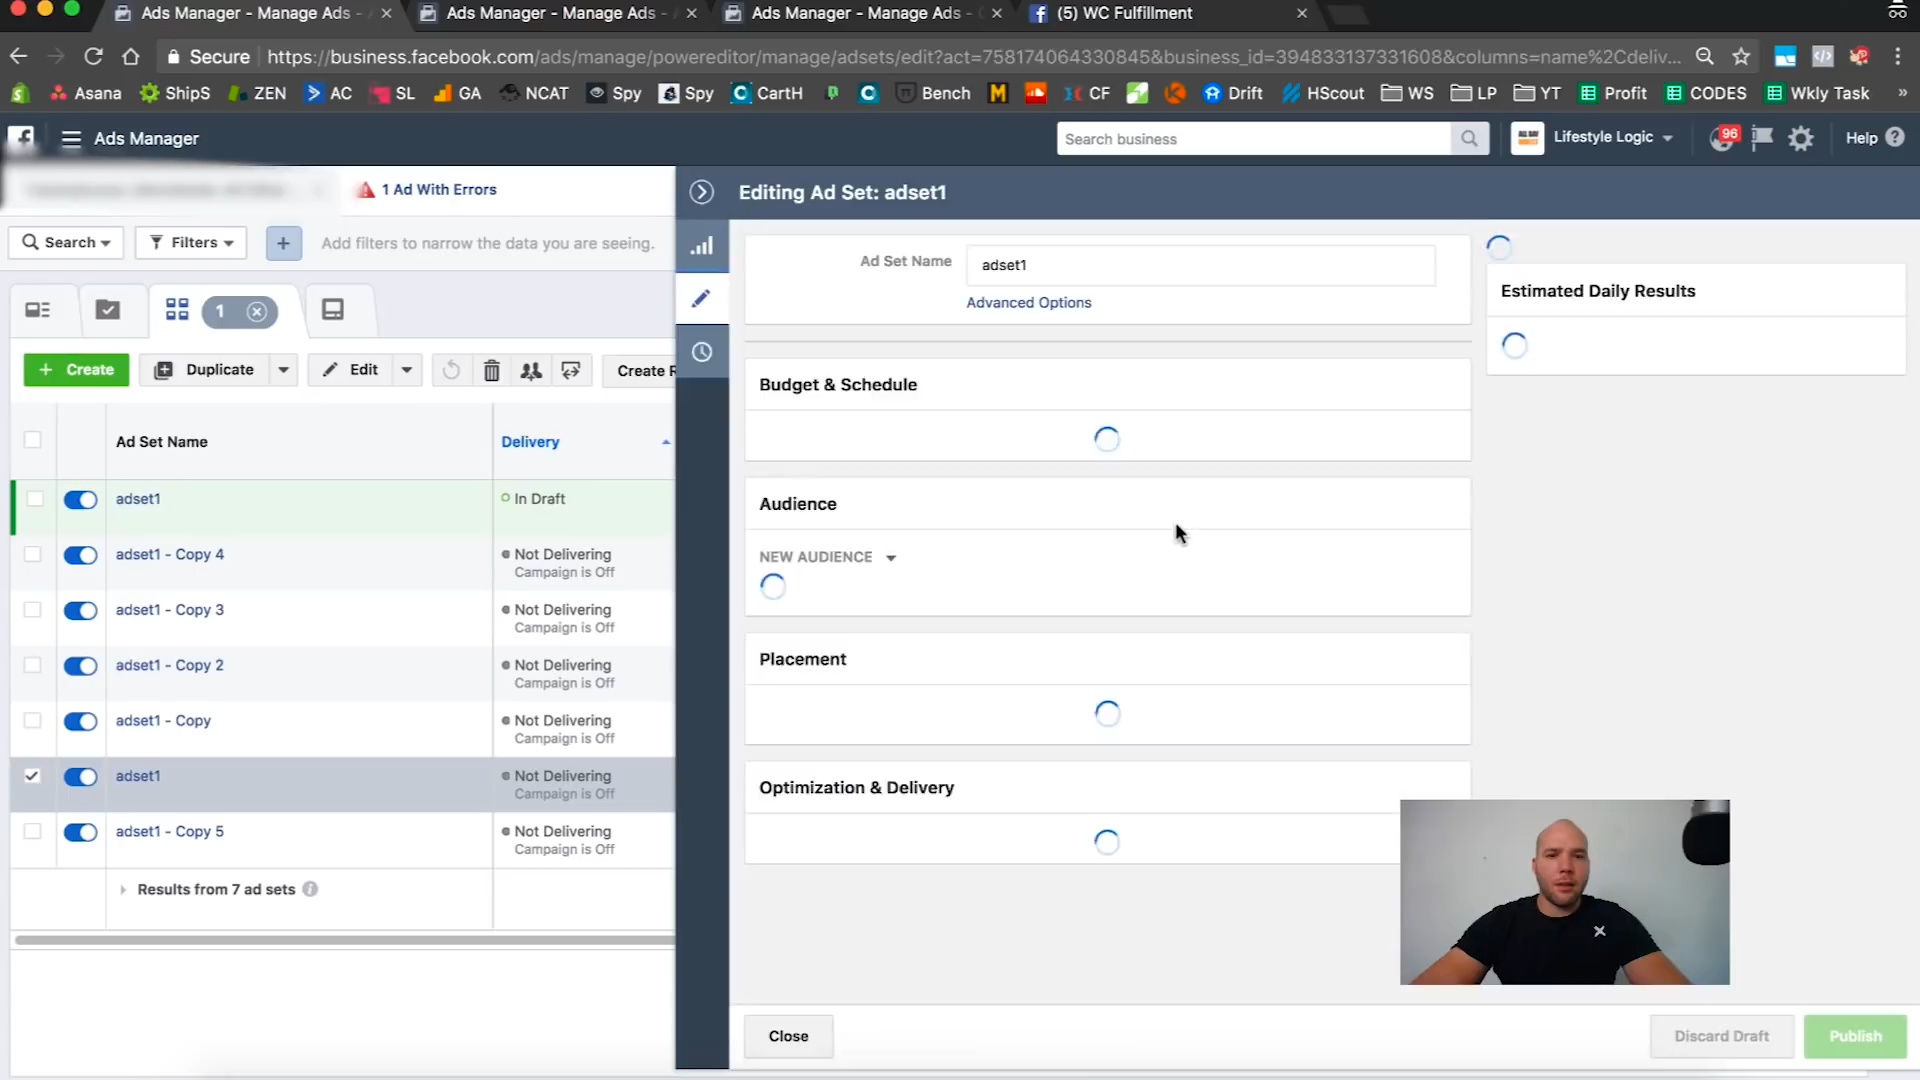 Ads Manager - Manage Ads -
Ads Manager - Manage Ads -
Ads Manager - Manage Ads -
(5) WC Fulfillment
Secure
https://business.facebook.com/ads/manage/powereditor/manage/adsets/edit?act=758174064330845&business_id=394833137331608&columns=name%2Cdeliv...
Asana
ShipS
ZEN
AC
SL
GA
NCAT
Spy
Spy
CartH
Bench
CF
Drift
HScout
WS
LP
YT
Profit
CODES
Wkly Task
»
Ads Manager
Search business
Lifestyle Logic
96
Help
1 Ad With Errors
Editing Ad Set: adset1
Search
Filters
+
Add filters to narrow the data you are seeing.
Ad Set Name
adset1
Advanced Options
Estimated Daily Results
1
+ Create
Duplicate
Edit
Create R
Budget & Schedule
Ad Set Name
Delivery
adset1
In Draft
Audience
NEW AUDIENCE
adset1 - Copy 4
Not Delivering
Campaign is Off
adset1 - Copy 3
Not Delivering
Campaign is Off
Placement
adset1 - Copy 2
Not Delivering
Campaign is Off
adset1 - Copy
Not Delivering
Campaign is Off
adset1
Not Delivering
Campaign is Off
Optimization & Delivery
adset1 - Copy 5
Not Delivering
Campaign is Off
Results from 7 ad sets
Close
Discard Draft
Publish